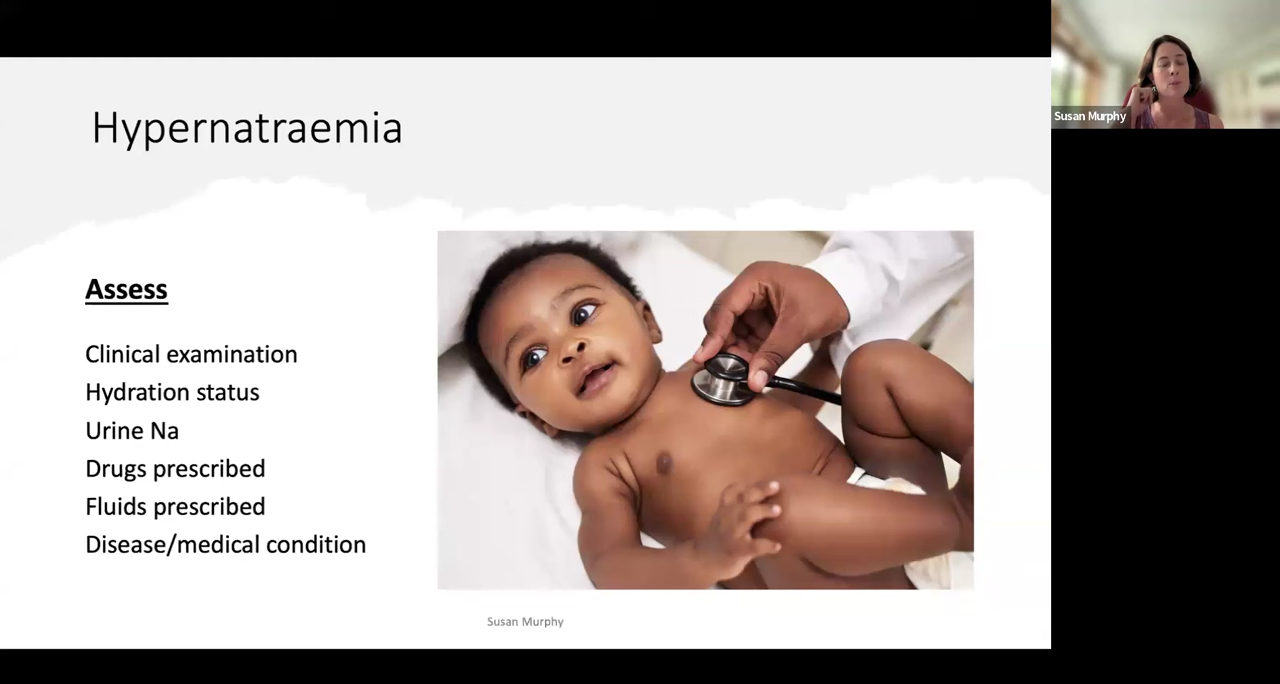 Hypernatraemia
Susan Murphy
Assess
Clinical examination
Hydration status
Urine Na
Drugs prescribed
Fluids prescribed
Disease/medical condition
Susan Murphy